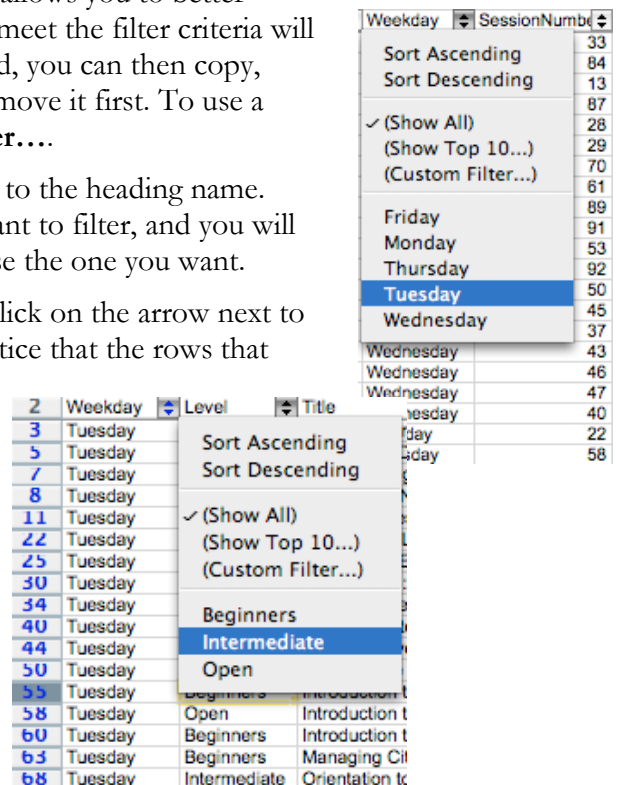 allows you to better
meet the filter criteria will
d, you can then copy,
move it first. To use a
er….
to the heading name.
ant to filter, and you will
se the one you want.
lick on the arrow next to
tice that the rows that
Weekday SessionNumbe
Sort Ascending
Sort Descending
✓ (Show All)
(Show Top 10...)
(Custom Filter...)
Friday
Monday
Thursday
Tuesday
Wednesday
33
84
13
87
28
29
70
61
89
91
53
92
50
45
37
Wednesday 43
Wednesday 46
Wednesday 47
nesday 40
day 22
sday 58
2 Weekday Level Title
3 Tuesday
5 Tuesday
7 Tuesday
8 Tuesday
11 Tuesday
22 Tuesday
25 Tuesday
30 Tuesday
34 Tuesday
40 Tuesday
44 Tuesday
50 Tuesday
Sort Ascending
Sort Descending
✓ (Show All)
(Show Top 10...)
(Custom Filter...)
Beginners
Intermediate
Open
55 Tuesday Beginners Introduction t
58 Tuesday Open Introduction t
60 Tuesday Beginners Introduction t
63 Tuesday Beginners Managing Cit
68 Tuesday Intermediate Orientation to